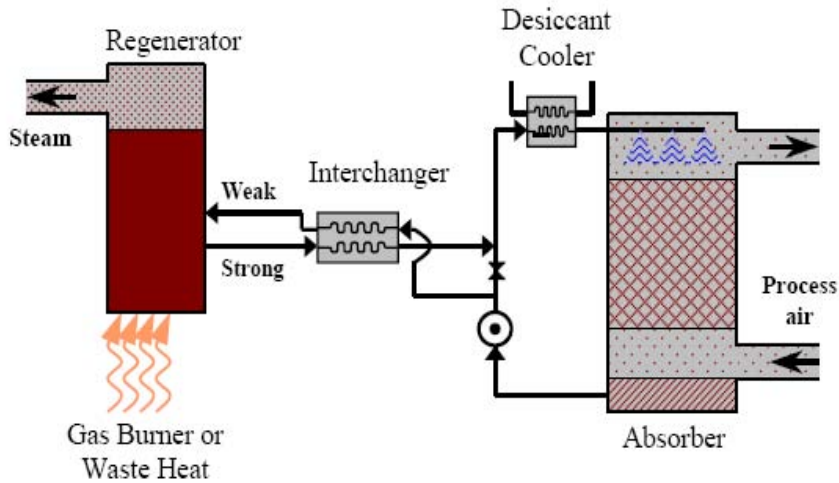 Regenerator
Desiccant
Cooler
Steam
Interchanger
Weak
Strong
Process
air
Gas Burner or
Waste Heat
Absorber